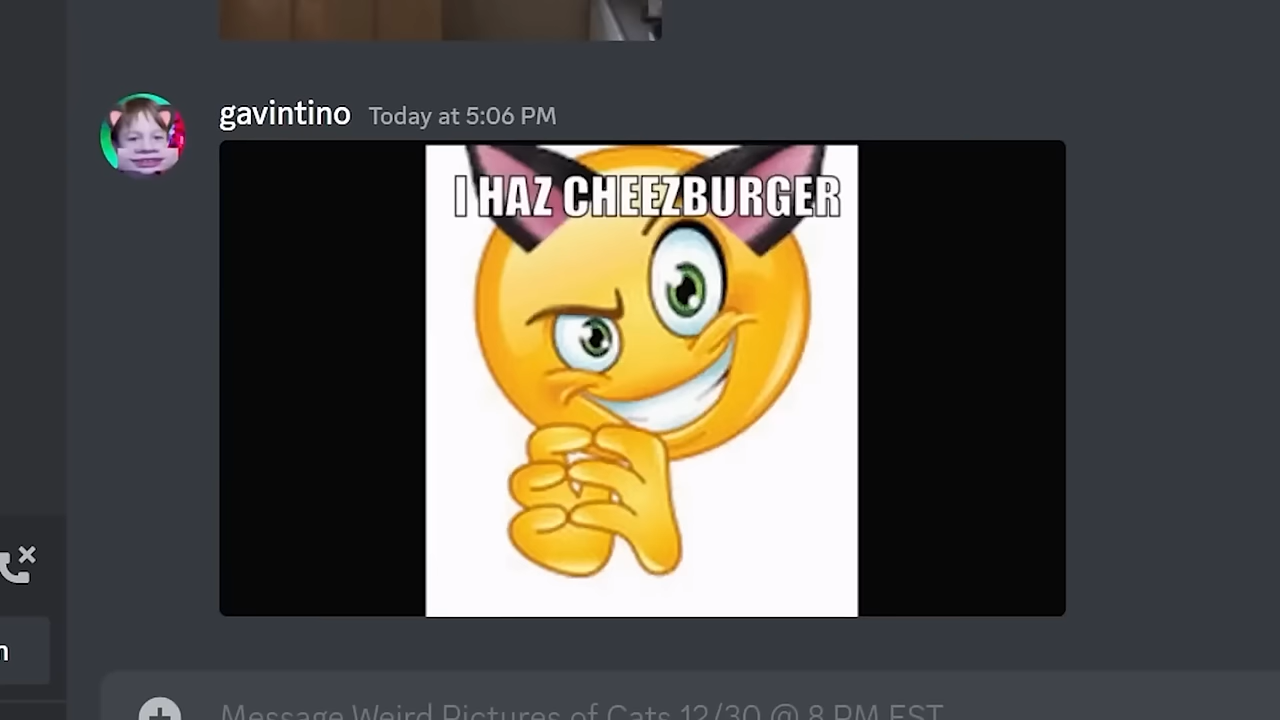 gavintino Today at 5:06 PM
I HAZ CHEEZBURGER
Message Weird Pictures of Cats 12/30 @ 8 PM EST